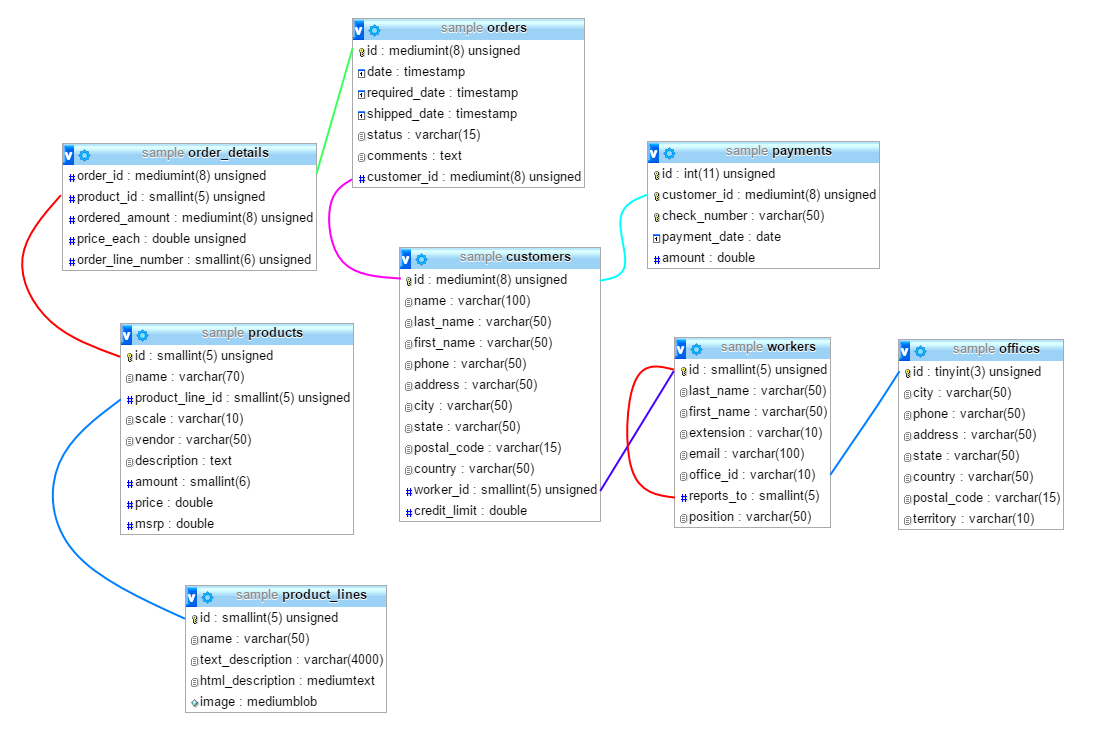 sample orders
id : mediumint(8) unsigned
date : timestamp
required_date : timestamp
shipped_date : timestamp
status : varchar(15)
comments : text
customer_id : mediumint(8) unsigned
sample order_details
order_id : mediumint(8) unsigned
product_id : smallint(5) unsigned
ordered_amount : mediumint(8) unsigned
price_each : double unsigned
order_line_number : smallint(6) unsigned
sample payments
id : int(11) unsigned
customer_id : mediumint(8) unsigned
check_number : varchar(50)
payment_date : date
amount : double
sample customers
id : mediumint(8) unsigned
name : varchar(100)
last_name : varchar(50)
first_name : varchar(50)
phone : varchar(50)
address : varchar(50)
city : varchar(50)
state : varchar(50)
postal_code : varchar(15)
country : varchar(50)
worker_id : smallint(5) unsigned
credit_limit : double
sample products
id : smallint(5) unsigned
name : varchar(70)
product_line_id : smallint(5) unsigned
scale : varchar(10)
vendor : varchar(50)
description : text
amount : smallint(6)
price : double
msrp : double
sample workers
id : smallint(5) unsigned
last_name : varchar(50)
first_name : varchar(50)
extension : varchar(10)
email : varchar(100)
office_id : varchar(10)
reports_to : smallint(5)
position : varchar(50)
sample offices
id : tinyint(3) unsigned
city : varchar(50)
phone : varchar(50)
address : varchar(50)
state : varchar(50)
country : varchar(50)
postal_code : varchar(15)
territory : varchar(10)
sample product_lines
id : smallint(5) unsigned
name : varchar(50)
text_description : varchar(4000)
html_description : mediumtext
image : mediumblob